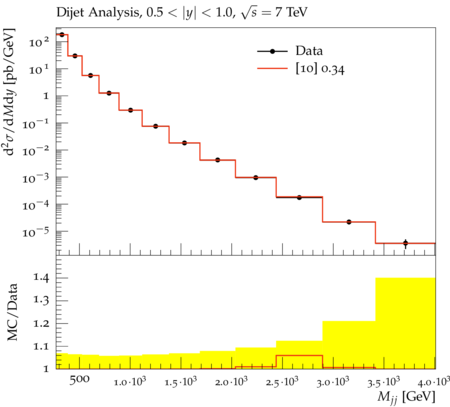 Dijet Analysis, 0.5 < |y| < 1.0, √s = 7 TeV
d²σ/dMdy [pb/GeV]
10²
10¹
1
10⁻¹
10⁻²
10⁻³
10⁻⁴
10⁻⁵
Data
[10] 0.34
MC/Data
1.4
1.3
1.2
1.1
1
500 1.0·10³ 1.5·10³ 2.0·10³ 2.5·10³ 3.0·10³ 3.5·10³ 4.0·10³
M_jj [GeV]